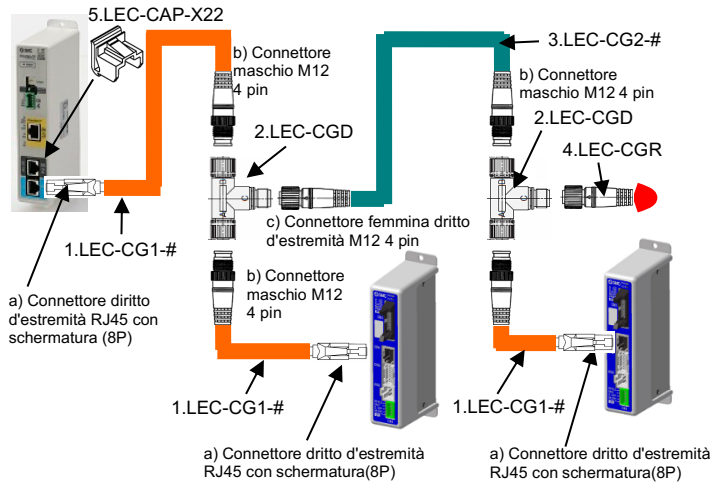 5.LEC-CAP-X22
b) Connettore
maschio M12
4 pin
3.LEC-CG2-#
b) Connettore
maschio M12 4 pin
2.LEC-CGD
2.LEC-CGD
4.LEC-CGR
c) Connettore femmina dritto
d'estremità M12 4 pin
1.LEC-CG1-#
b) Connettore
maschio M12
4 pin
a) Connettore diritto
d'estremità RJ45 con
schermatura (8P)
1.LEC-CG1-#
1.LEC-CG1-#
a) Connettore dritto d'estremità
RJ45 con schermatura(8P)
a) Connettore dritto d'estremità
RJ45 con schermatura(8P)